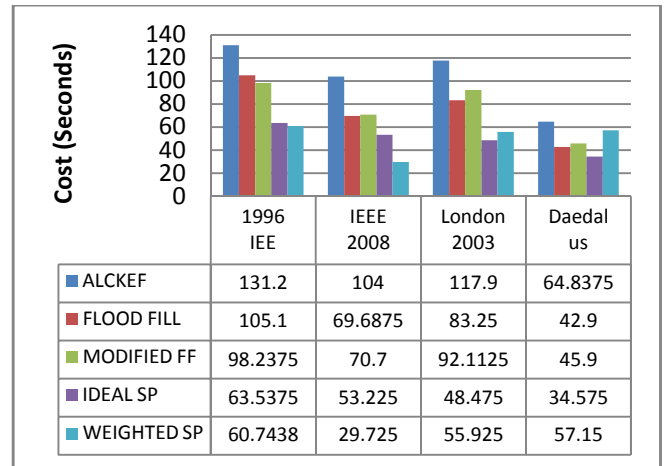 Cost (Seconds)
140
120
100
80
60
40
20
0
1996 IEEE 2008 London Daedal
IEE 2008 2003 us
ALCKEF 131.2 104 117.9 64.8375
FLOOD FILL 105.1 69.6875 83.25 42.9
MODIFIED FF 98.2375 70.7 92.1125 45.9
IDEAL SP 63.5375 53.225 48.475 34.575
WEIGHTED SP 60.7438 29.725 55.925 57.15